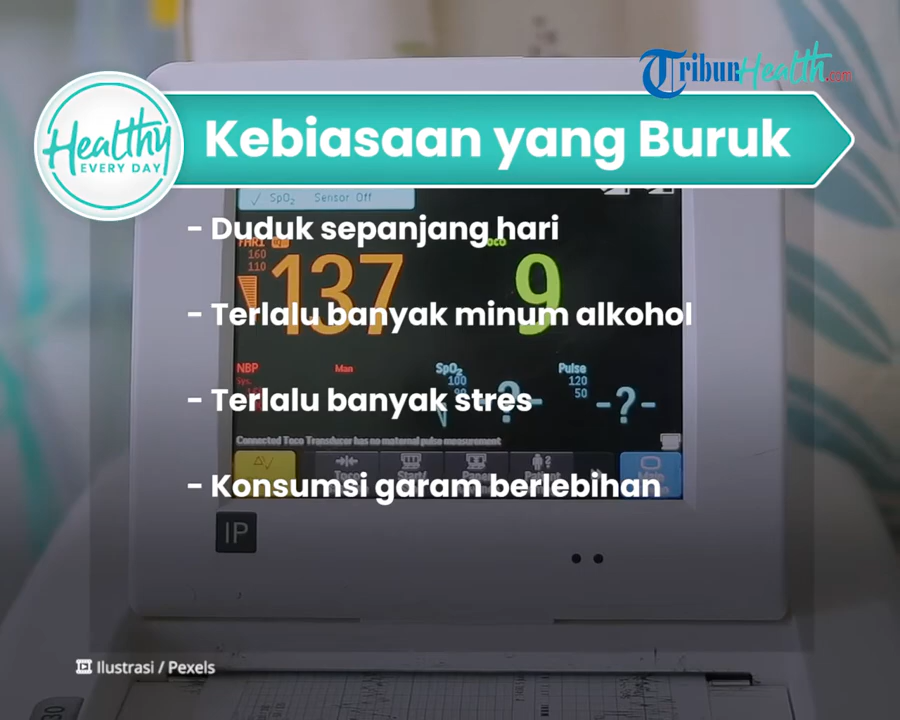 TribunHealth.com
Healthy
EVERY DAY
Kebiasaan yang Buruk
✓ SpO₂ Sensor Off
- Duduk sepanjang hari
160
110
137
9
- Terlalu banyak minum alkohol
NBP
Man
SpO₂
Pulse
100
120
50
-?-
-?-
- Terlalu banyak stres
Connected Toco Transducer has no maternal pulse measurement
- Konsumsi garam berlebihan
IP
Ilustrasi / Pexels
30